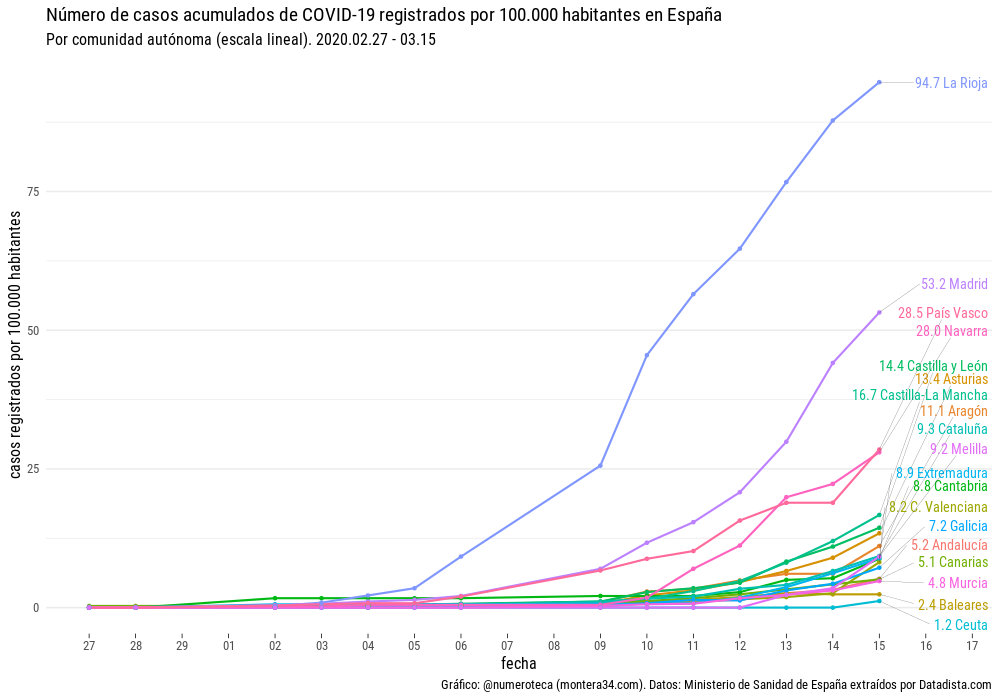 Número de casos acumulados de COVID-19 registrados por 100.000 habitantes en España
Por comunidad autónoma (escala lineal). 2020.02.27 - 03.15
casos registrados por 100.000 habitantes
75
50
25
0
94.7 La Rioja
53.2 Madrid
28.5 País Vasco
28.0 Navarra
14.4 Castilla y León
13.4 Asturias
16.7 Castilla-La Mancha
11.1 Aragón
9.3 Cataluña
9.2 Melilla
8.9 Extremadura
8.8 Cantabria
8.2 C. Valenciana
7.2 Galicia
5.2 Andalucía
5.1 Canarias
4.8 Murcia
2.4 Baleares
1.2 Ceuta
27 28 29 01 02 03 04 05 06 07 08 09 10 11 12 13 14 15 16 17
fecha
Gráfico: @numeroteca (montera34.com). Datos: Ministerio de Sanidad de España extraídos por Datadista.com